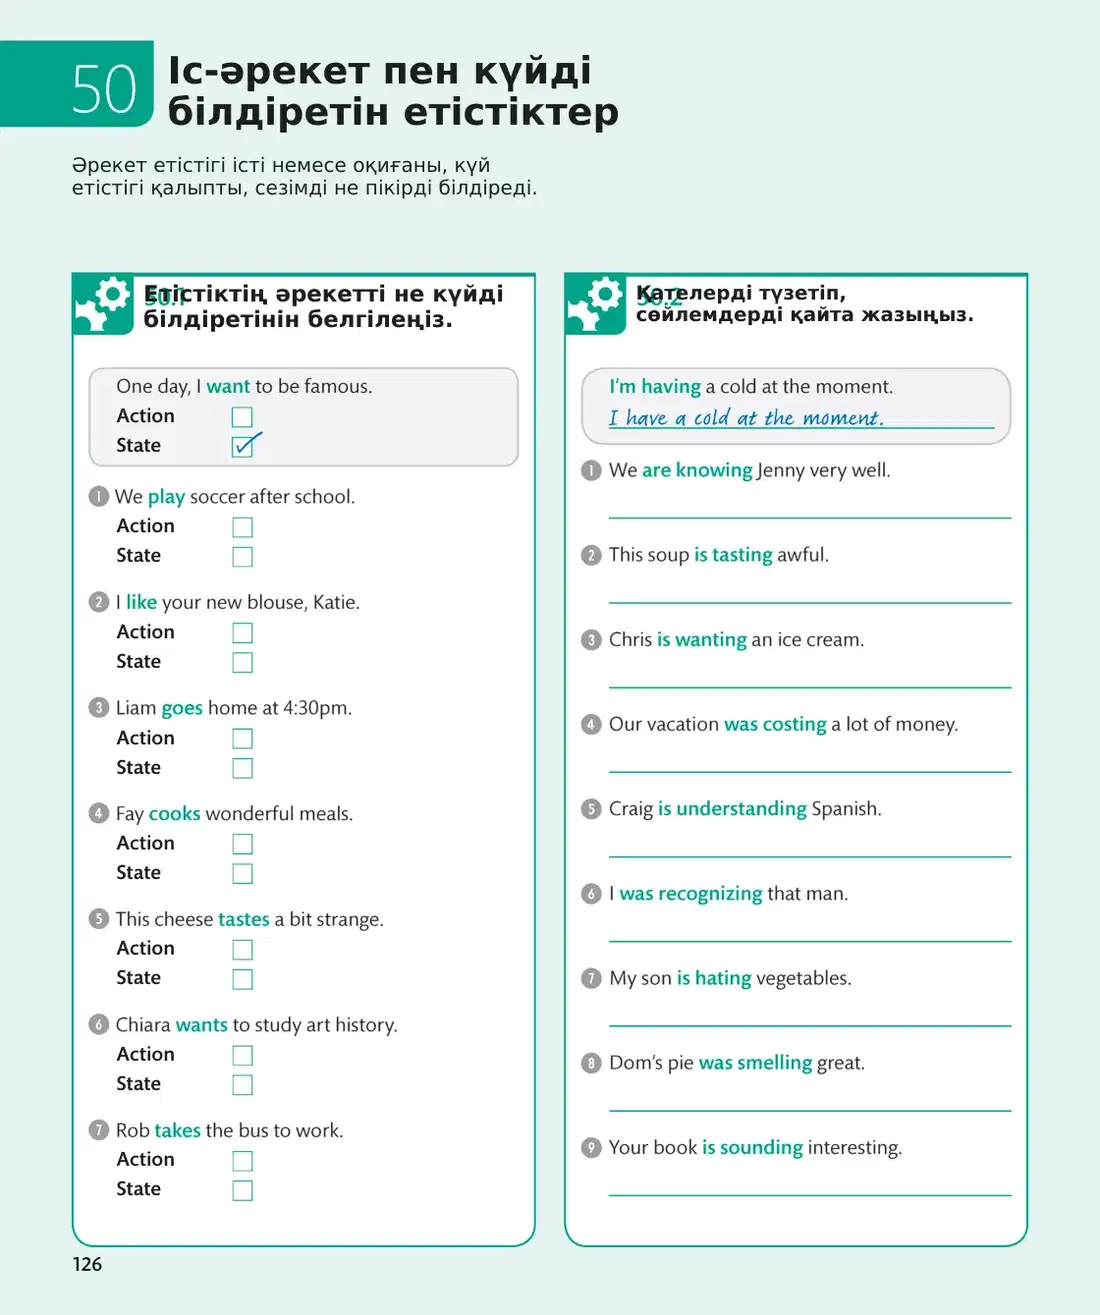 50
Іс-әрекет пен күйді
білдіретін етістіктер
Әрекет етістігі істі немесе оқиғаны, күй
етістігі қалыпты, сезімді не пікірді білдіреді.
50.1
Етістіктің әрекетті не күйді
білдіретінін белгілеңіз.
One day, I want to be famous.
Action
State
1 We play soccer after school.
Action
State
2 I like your new blouse, Katie.
Action
State
3 Liam goes home at 4:30pm.
Action
State
4 Fay cooks wonderful meals.
Action
State
5 This cheese tastes a bit strange.
Action
State
6 Chiara wants to study art history.
Action
State
7 Rob takes the bus to work.
Action
State
50.2
Қателерді түзетіп,
сөйлемдерді қайта жазыңыз.
I'm having a cold at the moment.
I have a cold at the moment.
1 We are knowing Jenny very well.
2 This soup is tasting awful.
3 Chris is wanting an ice cream.
4 Our vacation was costing a lot of money.
5 Craig is understanding Spanish.
6 I was recognizing that man.
7 My son is hating vegetables.
8 Dom's pie was smelling great.
9 Your book is sounding interesting.
126